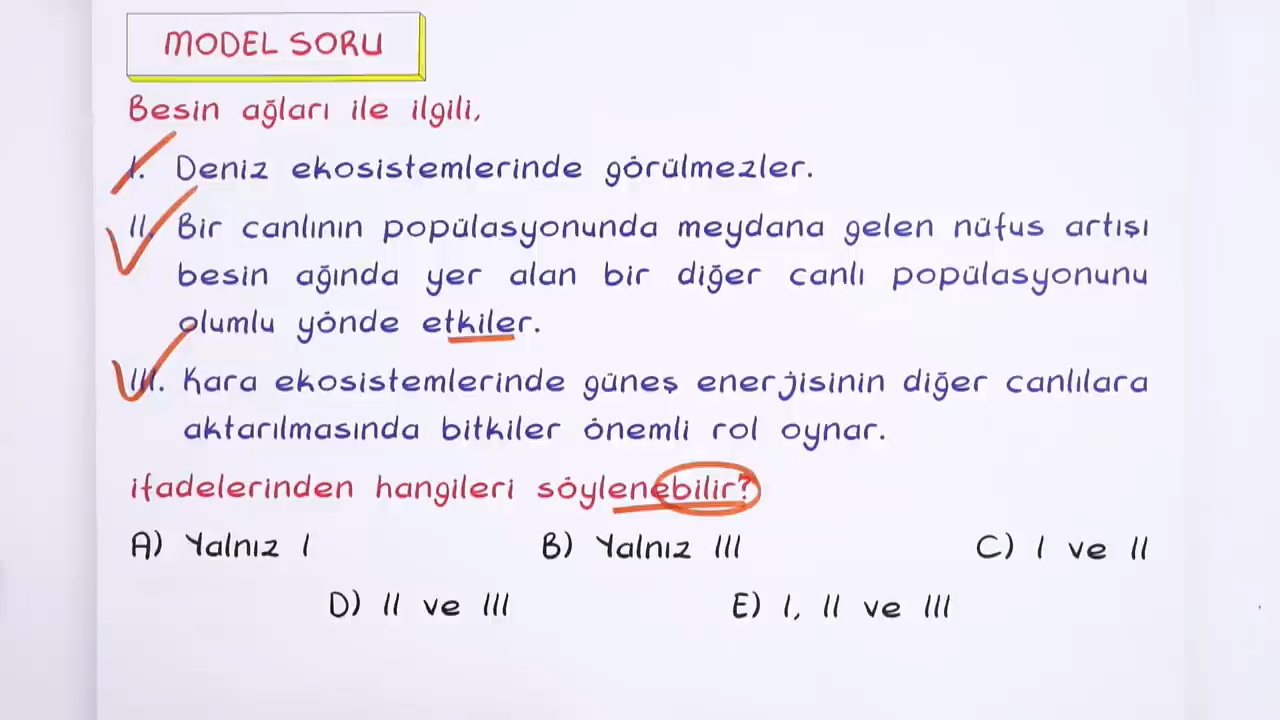 MODEL SORU
Besin ağları ile ilgili,
I. Deniz ekosistemlerinde görülmezler.
II. Bir canlının popülasyonunda meydana gelen nüfus artışı
besin ağında yer alan bir diğer canlı popülasyonunu
olumlu yönde etkiler.
III. Kara ekosistemlerinde güneş enerjisinin diğer canlılara
aktarılmasında bitkiler önemli rol oynar.
ifadelerinden hangileri söylenebilir?
A) Yalnız I B) Yalnız III C) I ve II
D) II ve III E) I, II ve III